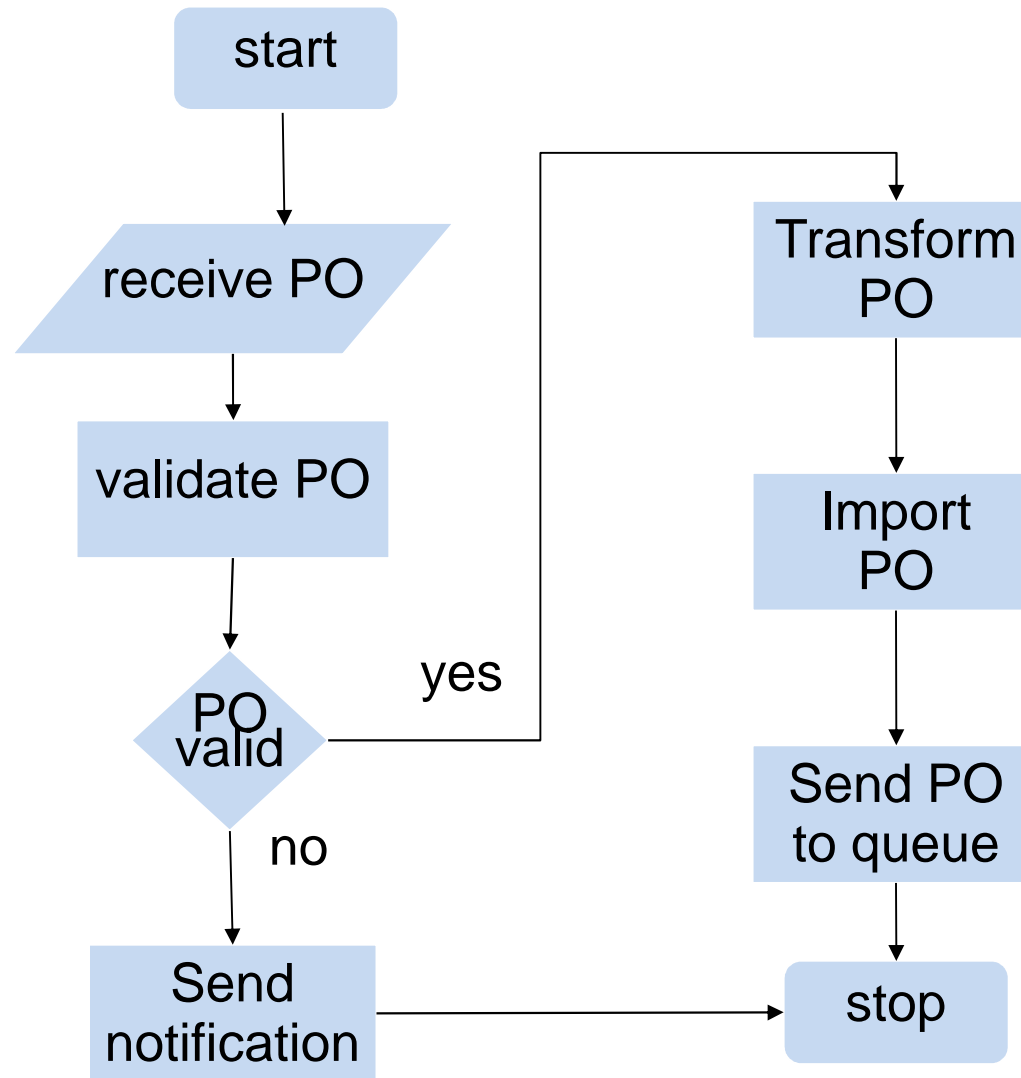 start
receive PO
validate PO
PO
valid
yes
no
Send
notification
Transform
PO
Import
PO
Send PO
to queue
stop